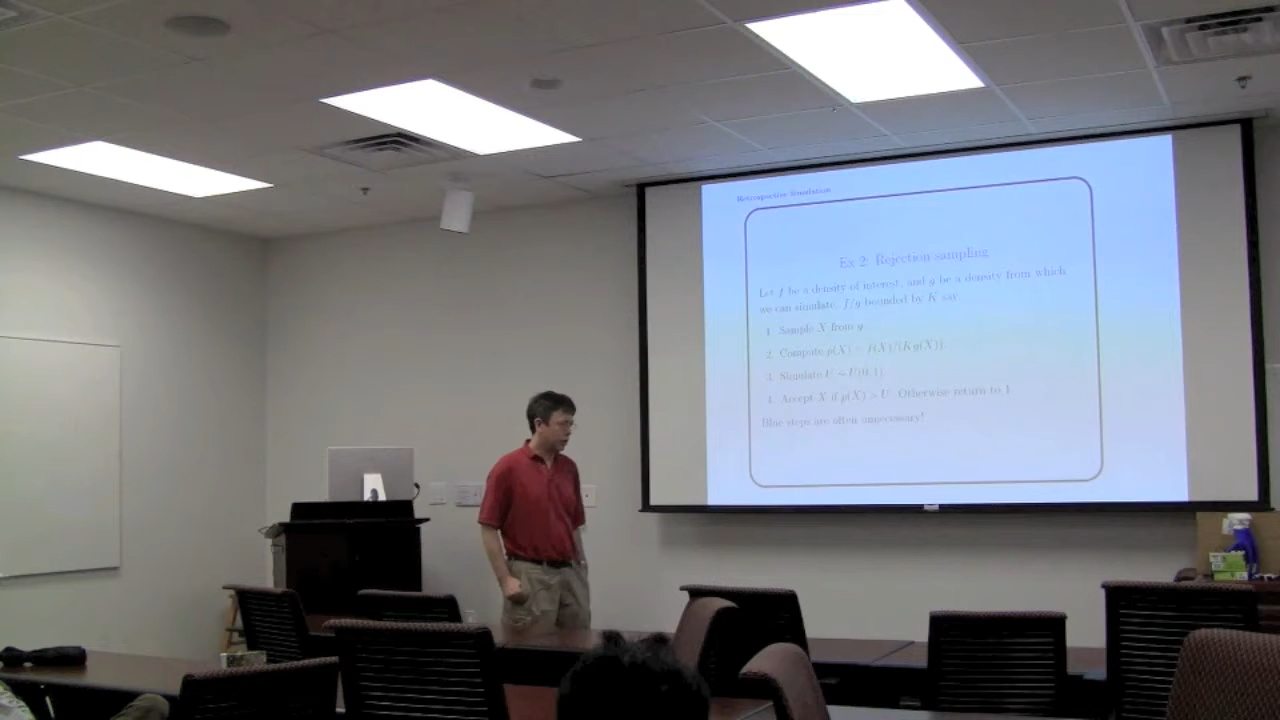 Retrospective Simulation
Ex 2: Rejection sampling
Let f be a density of interest, and g be a density from which
we can simulate. f/g bounded by K say.
1. Sample X from g.
2. Compute p(X) = f(X)/(Kg(X)).
3. Simulate U ~ U(0,1)
4. Accept X if p(X) > U. Otherwise return to 1.
Blue steps are often unnecessary!